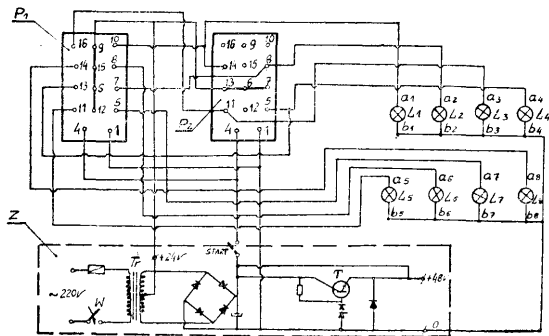 P1
16 9 10
14 15 8
13 5 7
11 12 5
4 1
16 9 10
14 15 8
13 6 7
11 12 5
4 1
P2
a1 a2 a3 a4
L1 L2 L3 L4
b1 b2 b3 b4
a5 a6 a7 a8
L5 L6 L7
b5 b6 b7 b8
Z
Tr
+24V
START
T
+48V
~220V
W
0